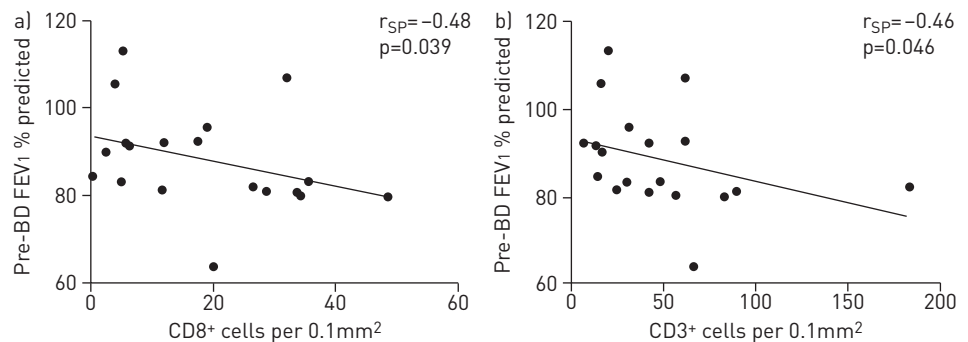 a)
r_SP=−0.48
p=0.039
120
100
80
60
Pre-BD FEV1 % predicted
0 20 40 60
CD8+ cells per 0.1mm²
b)
r_SP=−0.46
p=0.046
120
100
80
60
Pre-BD FEV1 % predicted
0 50 100 150 200
CD3+ cells per 0.1mm²